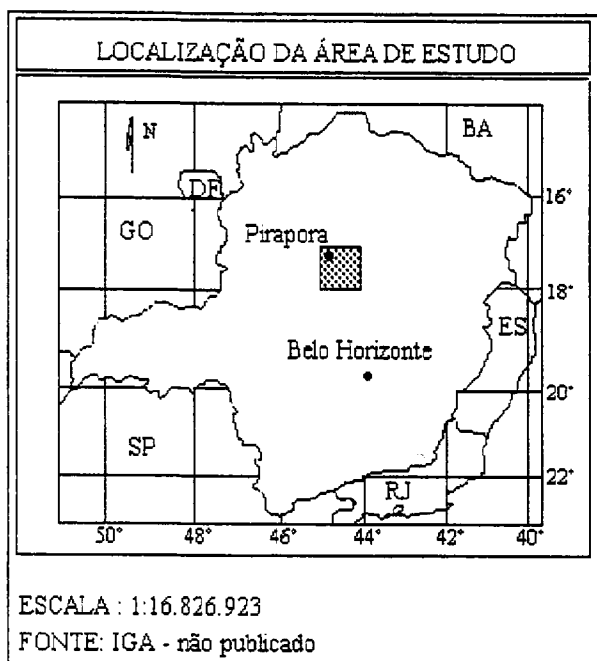 LOCALIZAÇÃO DA ÁREA DE ESTUDO
N
BA
DF
16°
GO
Pirapora
18°
ES
Belo Horizonte
20°
SP
22°
RJ
50° 48° 46° 44° 42° 40°
ESCALA : 1:16.826.923
FONTE: IGA - não publicado